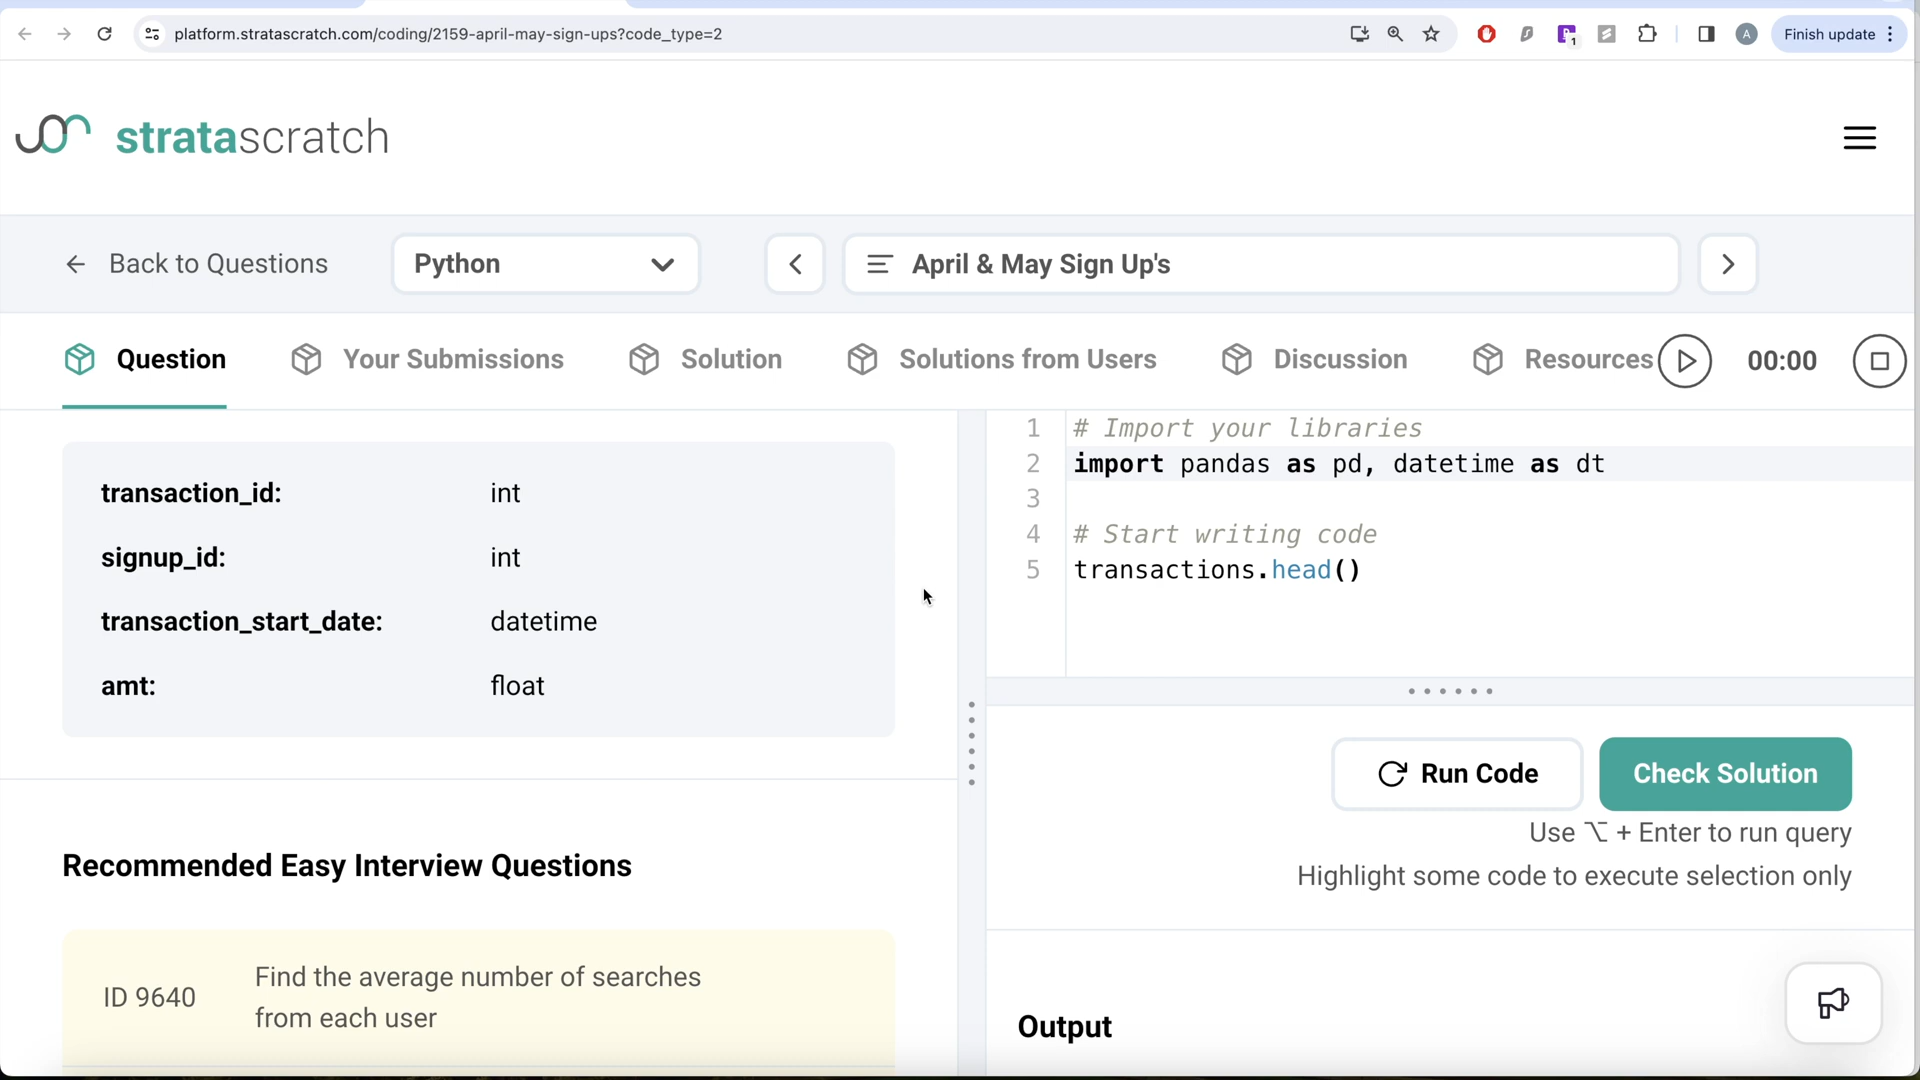 platform.stratascratch.com/coding/2159-april-may-sign-ups?code_type=2
1
A
Finish update
stratascratch
Back to Questions
Python
April & May Sign Up's
Question
Your Submissions
Solution
Solutions from Users
Discussion
Resources
00:00
transaction_id: int
signup_id: int
transaction_start_date: datetime
amt: float
Recommended Easy Interview Questions
ID 9640
Find the average number of searches
from each user
1 # Import your libraries
2 import pandas as pd, datetime as dt
3
4 # Start writing code
5 transactions.head()
Run Code
Check Solution
Use ⌥ + Enter to run query
Highlight some code to execute selection only
Output